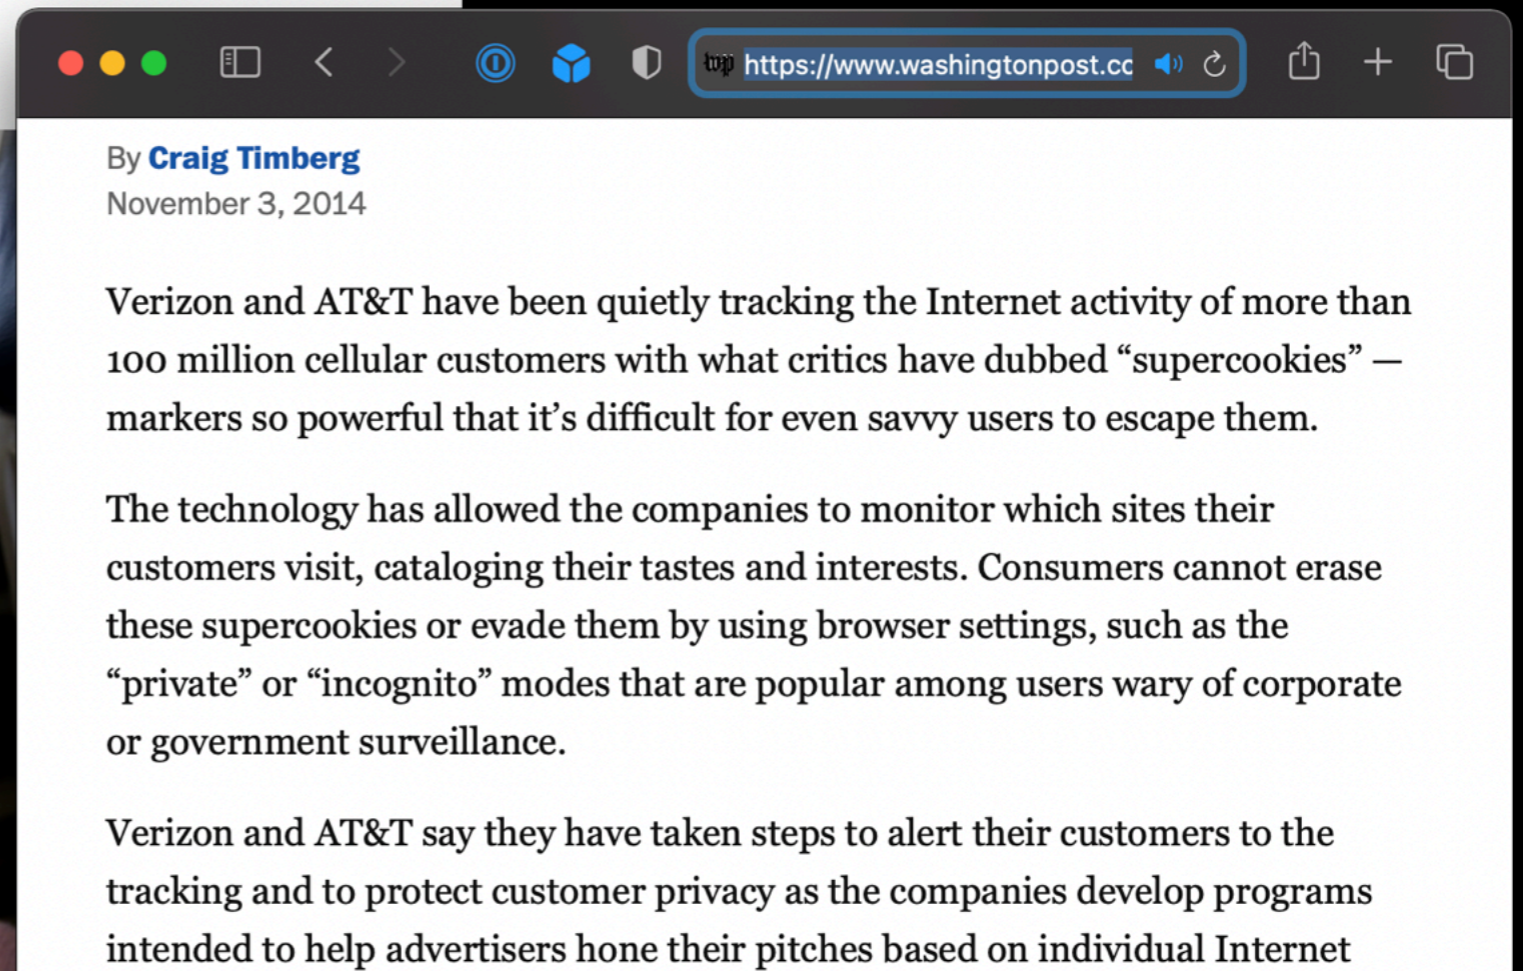 wp https://www.washingtonpost.cc
By Craig Timberg
November 3, 2014
Verizon and AT&T have been quietly tracking the Internet activity of more than
100 million cellular customers with what critics have dubbed “supercookies” —
markers so powerful that it’s difficult for even savvy users to escape them.
The technology has allowed the companies to monitor which sites their
customers visit, cataloging their tastes and interests. Consumers cannot erase
these supercookies or evade them by using browser settings, such as the
“private” or “incognito” modes that are popular among users wary of corporate
or government surveillance.
Verizon and AT&T say they have taken steps to alert their customers to the
tracking and to protect customer privacy as the companies develop programs
intended to help advertisers hone their pitches based on individual Internet